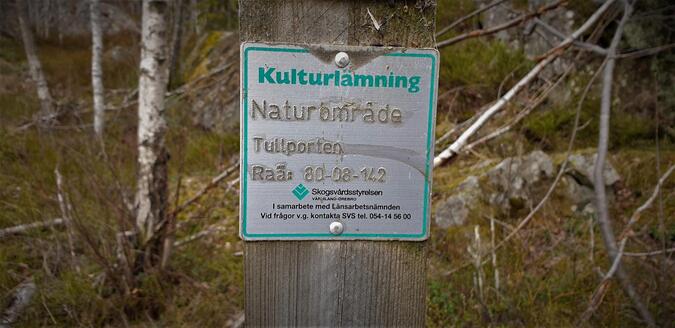 Kulturlämning
Naturområde
Tullporten
Raä: 80-08-142
Skogsvårdsstyrelsen
VÄRMLAND-ÖREBRO
I samarbete med Länsarbetsnämnden
Vid frågor v.g. kontakta SVS tel. 054-14 56 00